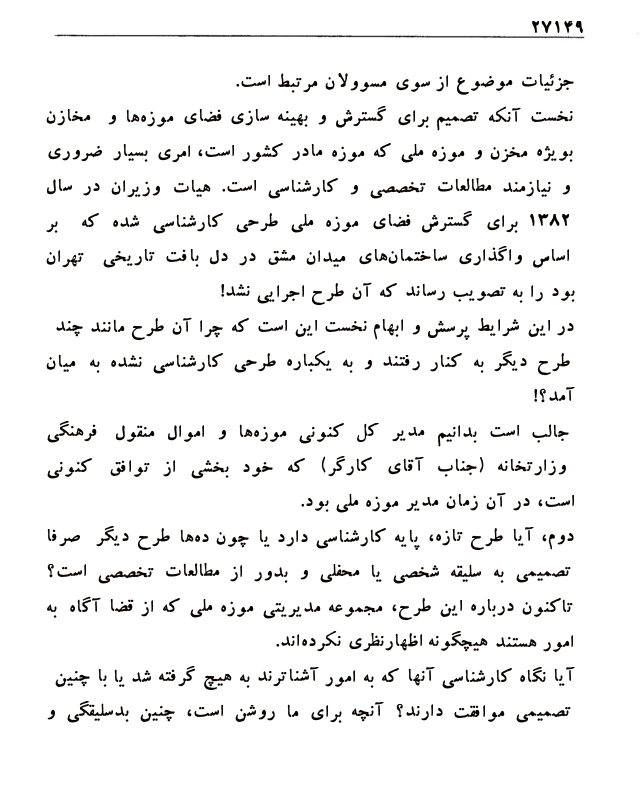 ۲۷۱۴۹
جزئیات موضوع از سوی مسوولان مرتبط است.
نخست آنکه تصمیم برای گسترش و بهینه سازی فضای موزه‌ها و مخازن
بویژه مخزن و موزه ملی که موزه مادر کشور است، امری بسیار ضروری
و نیازمند مطالعات تخصصی و کارشناسی است. هیات وزیران در سال
۱۳۸۲ برای گسترش فضای موزه ملی طرحی کارشناسی شده که بر
اساس واگذاری ساختمان‌های میدان مشق در دل بافت تاریخی تهران
بود را به تصویب رساند که آن طرح اجرایی نشد!
در این شرایط پرسش و ابهام نخست این است که چرا آن طرح مانند چند
طرح دیگر به کنار رفتند و به یکباره طرحی کارشناسی نشده به میان
آمد؟!
جالب است بدانیم مدیر کل کنونی موزه‌ها و اموال منقول فرهنگی
وزارتخانه (جناب آقای کارگر) که خود بخشی از توافق کنونی
است، در آن زمان مدیر موزه ملی بود.
دوم، آیا طرح تازه، پایه کارشناسی دارد یا چون ده‌ها طرح دیگر صرفا
تصمیمی به سلیقه شخصی یا محفلی و بدور از مطالعات تخصصی است؟
تاکنون درباره این طرح، مجموعه مدیریتی موزه ملی که از قضا آگاه به
امور هستند هیچگونه اظهارنظری نکرده‌اند.
آیا نگاه کارشناسی آنها که به امور آشناترند به هیچ گرفته شد یا با چنین
تصمیمی موافقت دارند؟ آنچه برای ما روشن است، چنین بدسلیقگی و